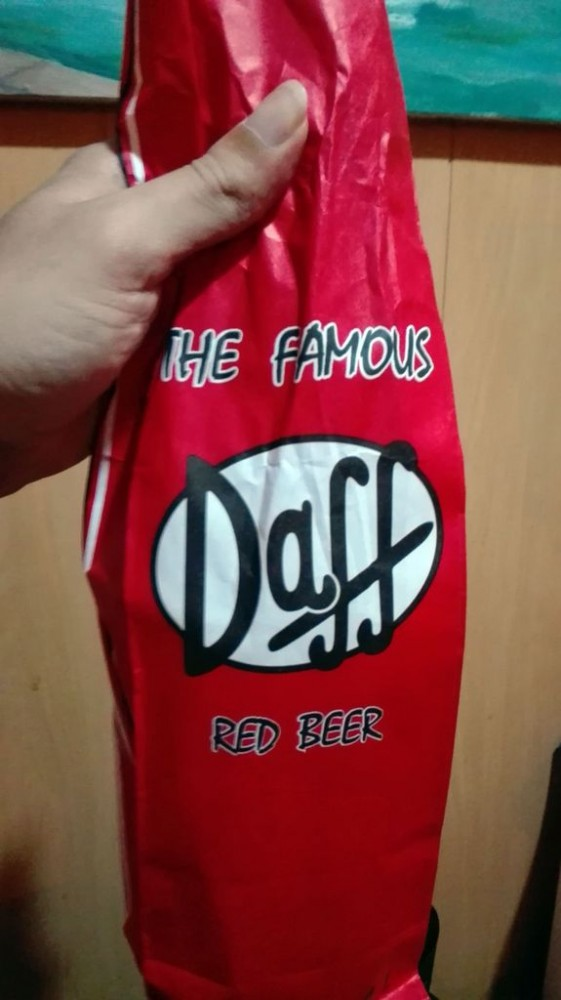 THE FAMOUS
Daff
RED BEER